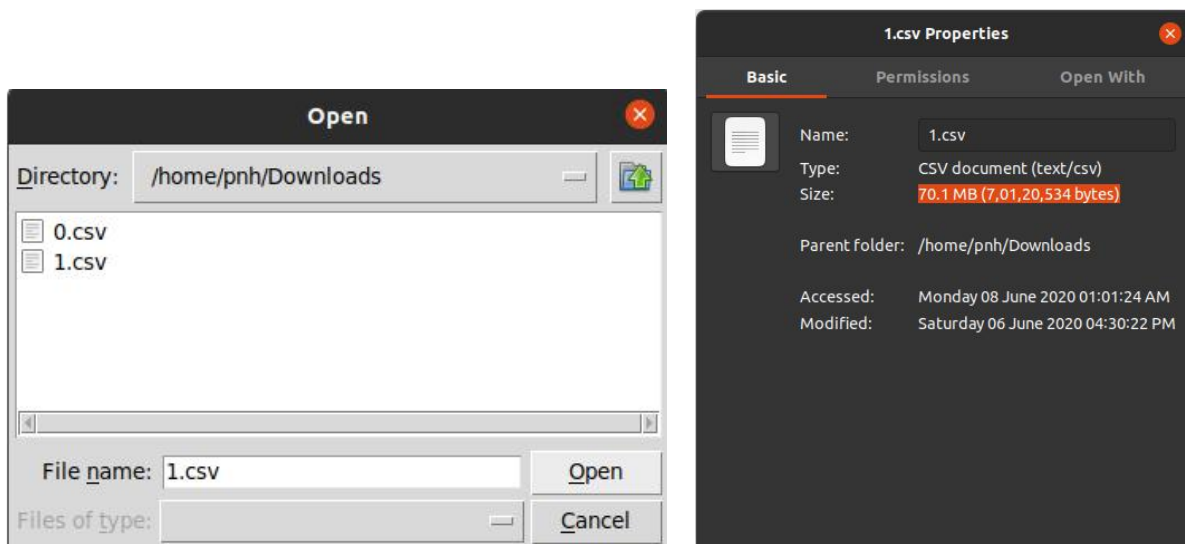 Open
Directory: /home/pnh/Downloads
0.csv
1.csv
File name: 1.csv
Open
Files of type:
Cancel
1.csv Properties
Basic Permissions Open With
Name: 1.csv
Type: CSV document (text/csv)
Size: 70.1 MB (7,01,20,534 bytes)
Parent folder: /home/pnh/Downloads
Accessed: Monday 08 June 2020 01:01:24 AM
Modified: Saturday 06 June 2020 04:30:22 PM